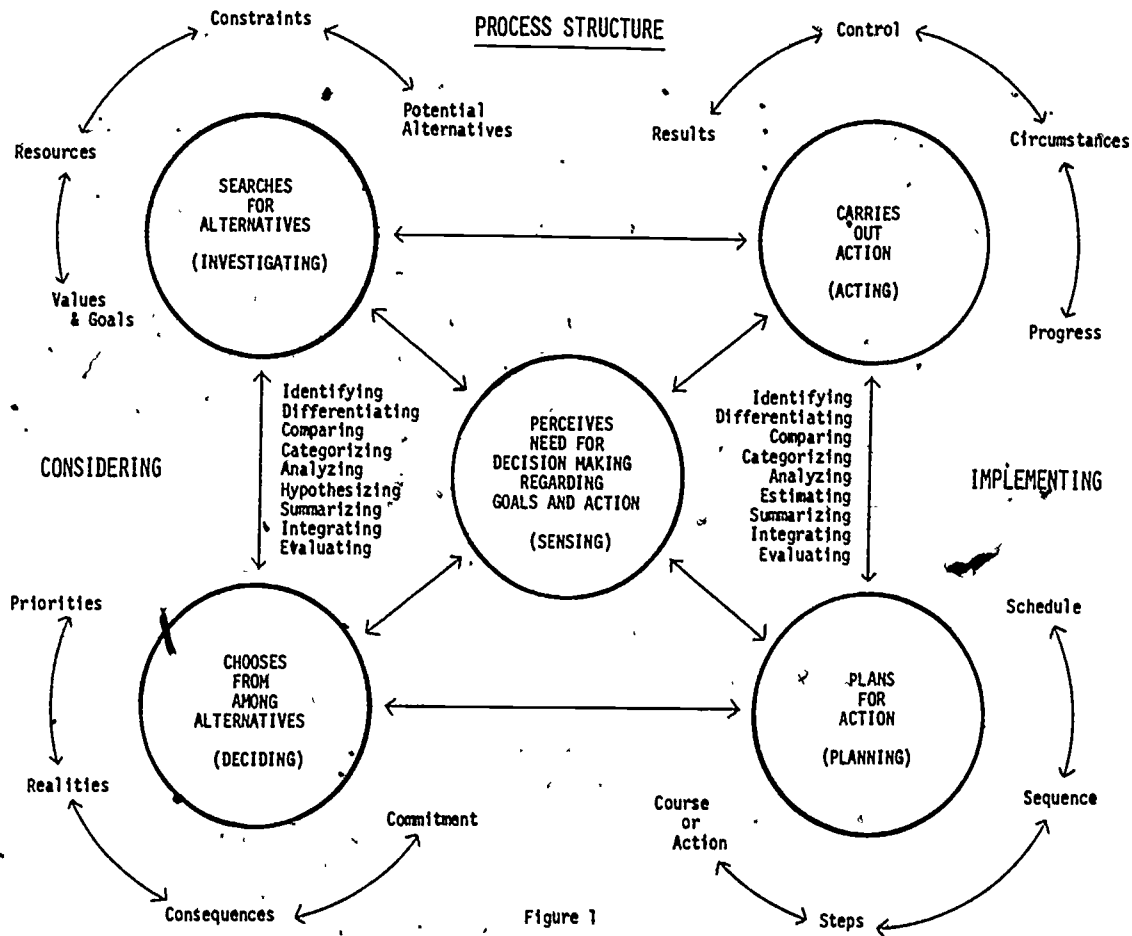 PROCESS STRUCTURE
Constraints
Potential
Alternatives
Resources
Values
& Goals
SEARCHES
FOR
ALTERNATIVES
(INVESTIGATING)
Control
Results
Circumstances
Progress
CARRIES
OUT
ACTION
(ACTING)
CONSIDERING
Identifying
Differentiating
Comparing
Categorizing
Analyzing
Hypothesizing
Summarizing
Integrating
Evaluating
PERCEIVES
NEED FOR
DECISION MAKING
REGARDING
GOALS AND ACTION
(SENSING)
Identifying
Differentiating
Comparing
Categorizing
Analyzing
Estimating
Summarizing
Integrating
Evaluating
IMPLEMENTING
Priorities
Realities
Consequences
Commitment
CHOOSES
FROM
AMONG
ALTERNATIVES
(DECIDING)
PLANS
FOR
ACTION
(PLANNING)
Schedule
Sequence
Course
or
Action
Steps
Figure 1